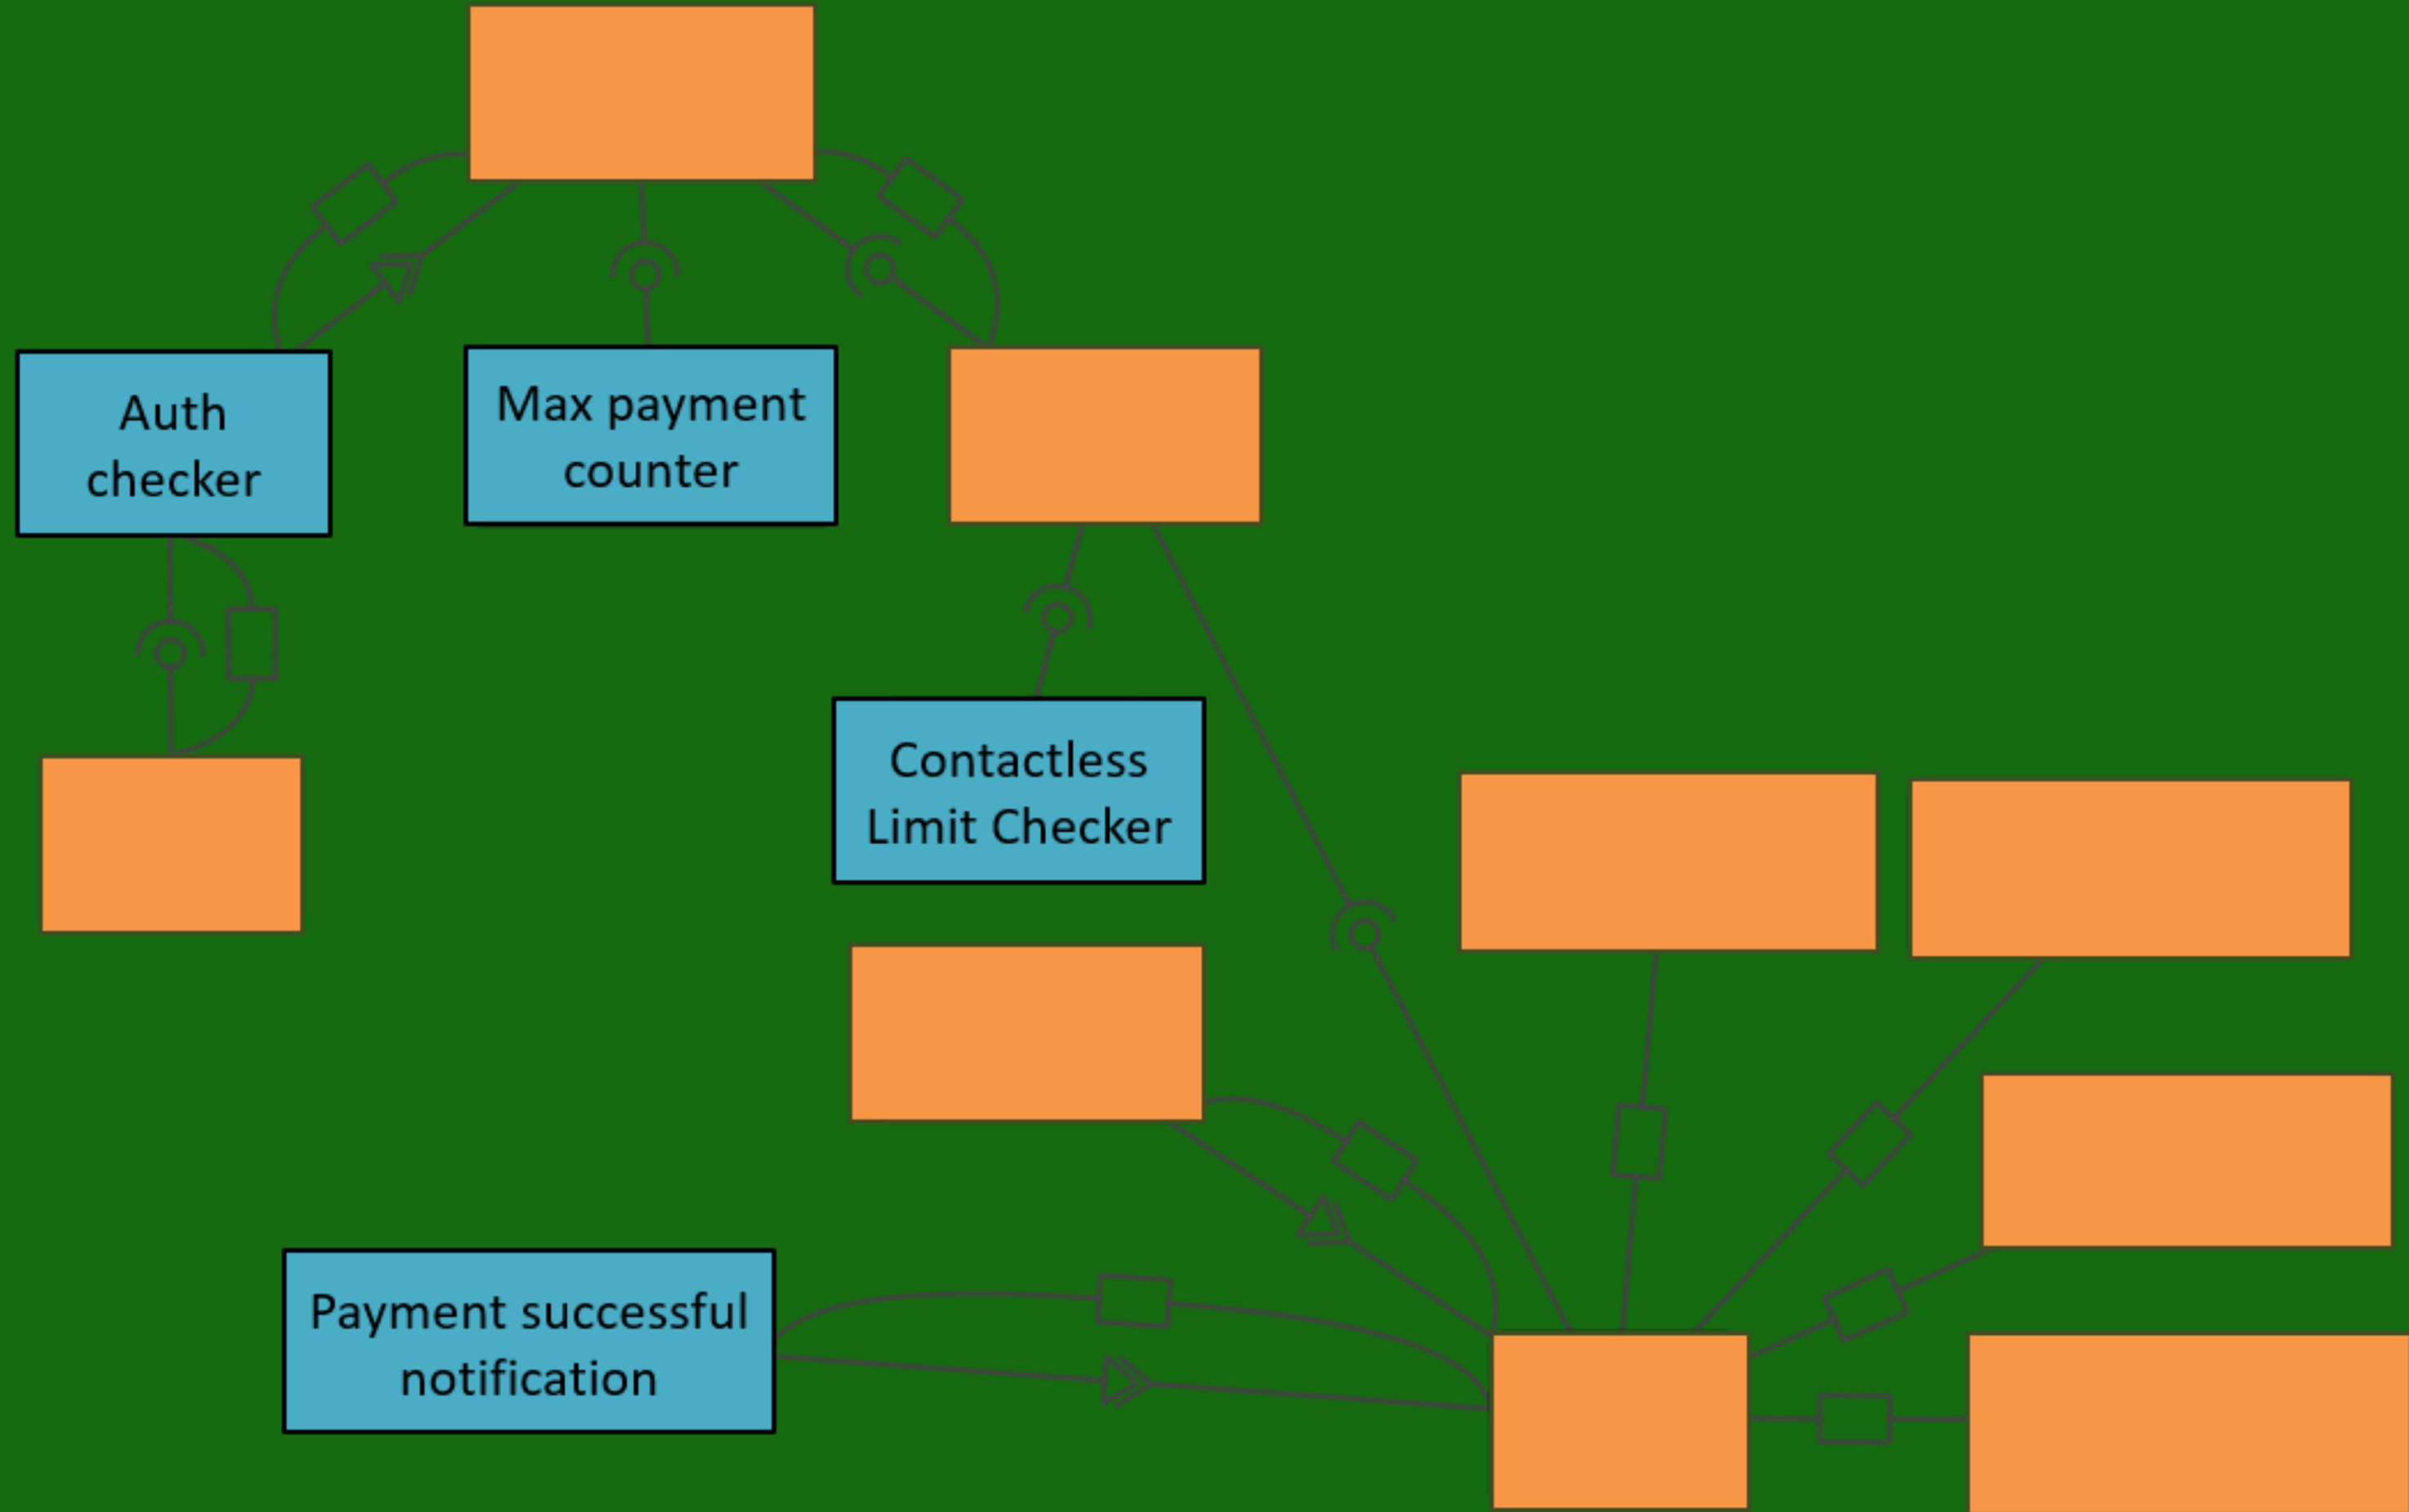 Auth
checker
Max payment
counter
Contactless
Limit Checker
Payment successful
notification